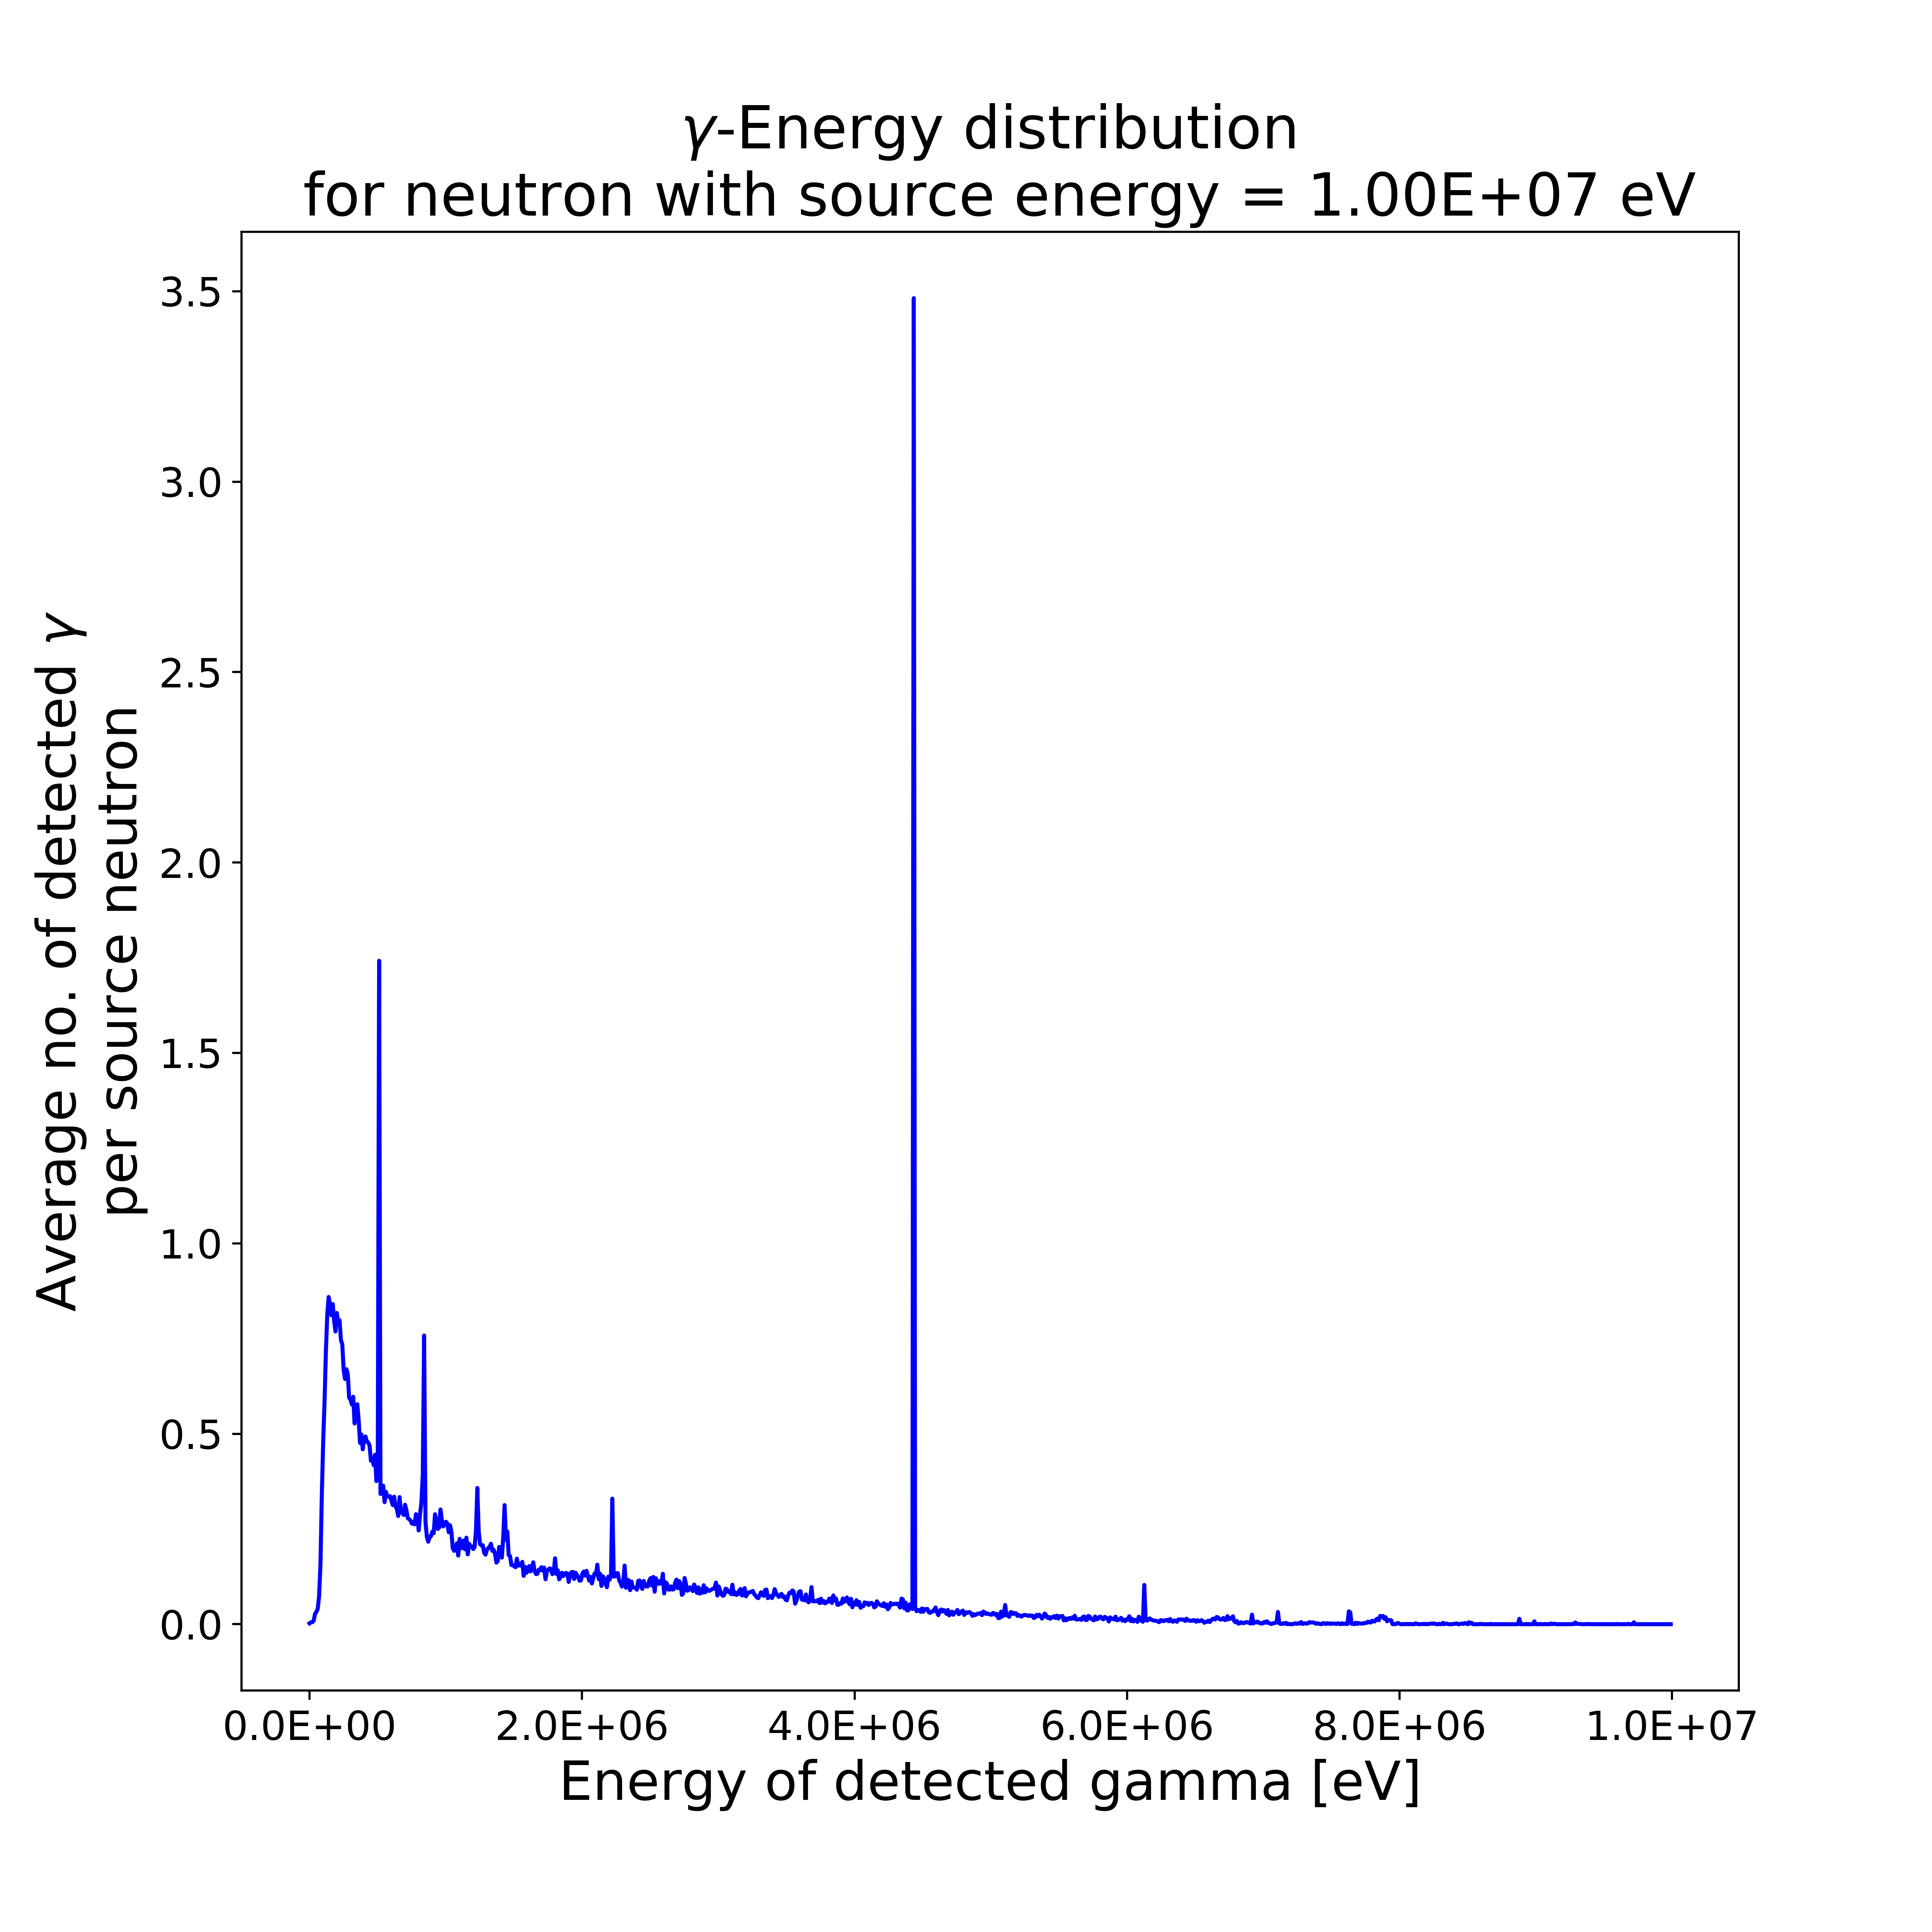 γ-Energy distribution
for neutron with source energy = 1.00E+07 eV
Average no. of detected γ
per source neutron
3.5
3.0
2.5
2.0
1.5
1.0
0.5
0.0
0.0E+00 2.0E+06 4.0E+06 6.0E+06 8.0E+06 1.0E+07
Energy of detected gamma [eV]